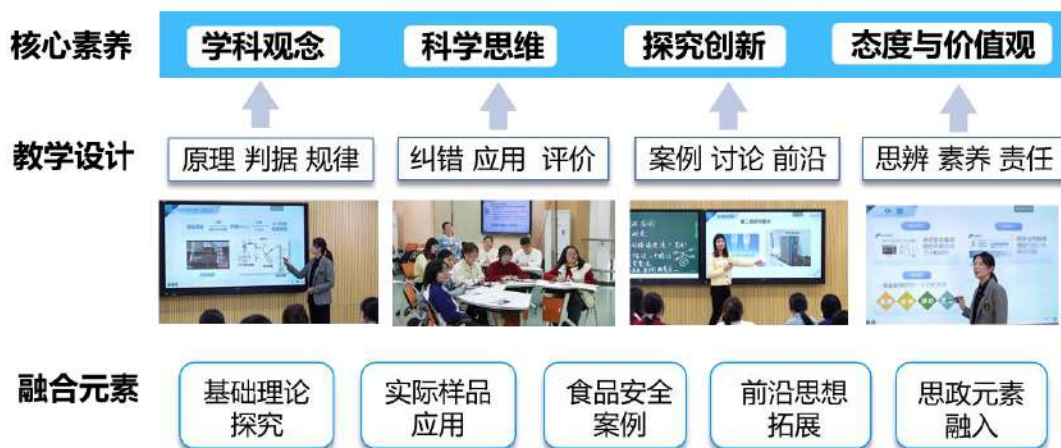 核心素养
学科观念
科学思维
探究创新
态度与价值观
教学设计
原理 判据 规律
纠错 应用 评价
案例 讨论 前沿
思辨 素养 责任
融合元素
基础理论
探究
实际样品
应用
食品安全
案例
前沿思想
拓展
思政元素
融入